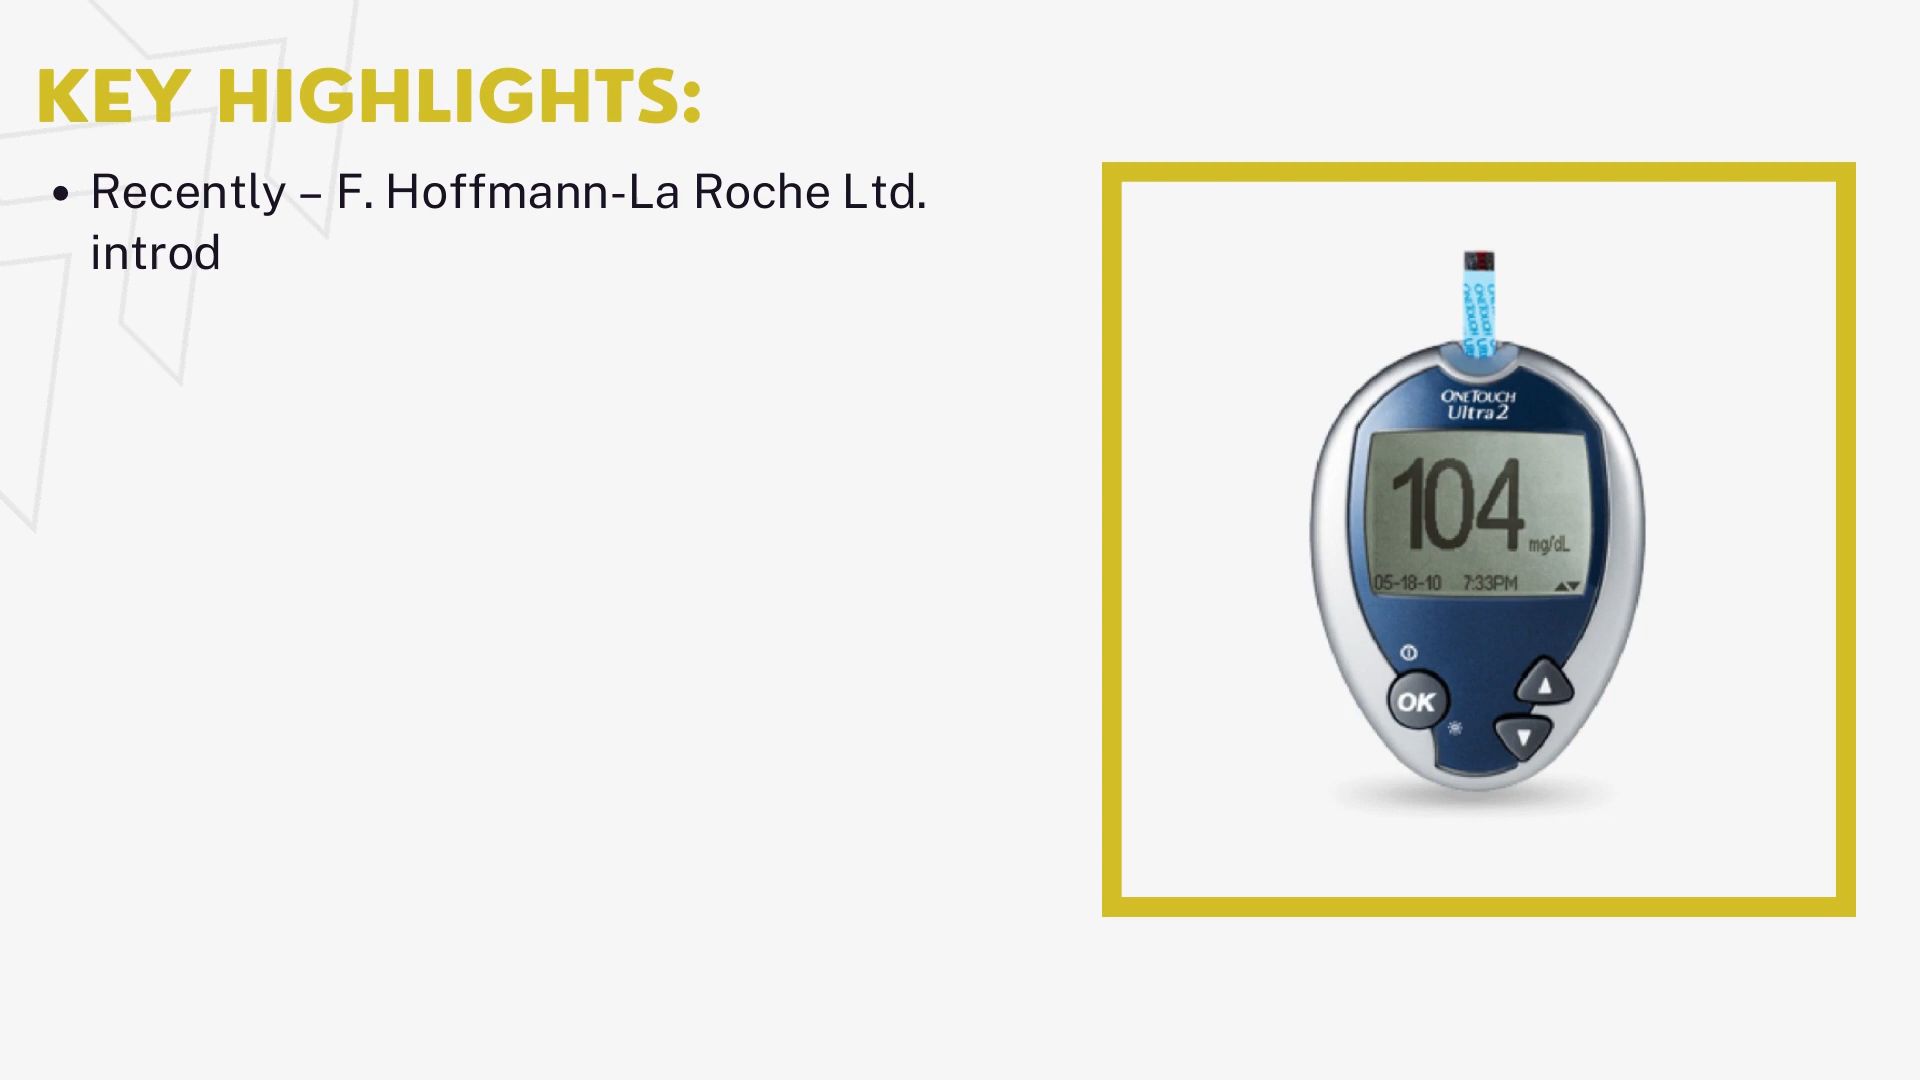 KEY HIGHLIGHTS:
• Recently – F. Hoffmann-La Roche Ltd.
introd
ONETOUCH
Ultra2
104
mg/dL
05-18-10 7:33PM
OK